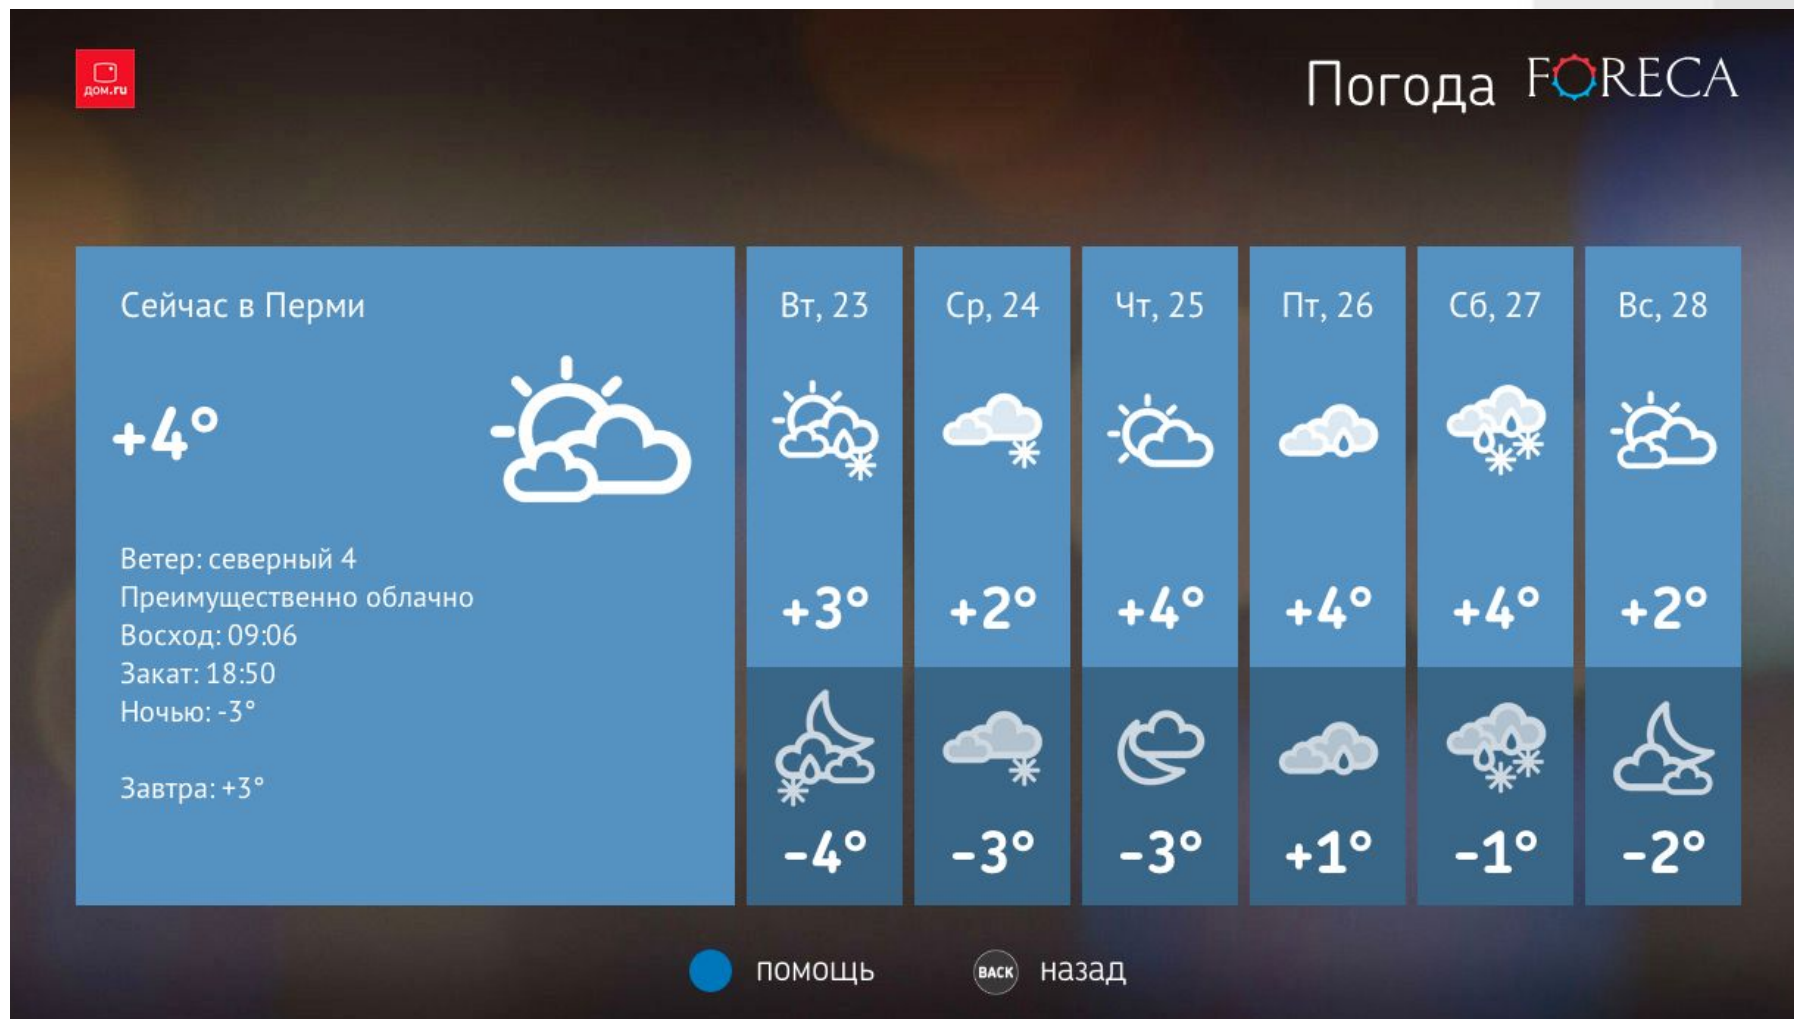 дом.ru
Погода FORECA
Сейчас в Перми
+4°
Ветер: северный 4
Преимущественно облачно
Восход: 09:06
Закат: 18:50
Ночью: -3°
Завтра: +3°
Вт, 23
+3°
-4°
Ср, 24
+2°
-3°
Чт, 25
+4°
-3°
Пт, 26
+4°
+1°
Сб, 27
+4°
-1°
Вс, 28
+2°
-2°
помощь
BACK назад